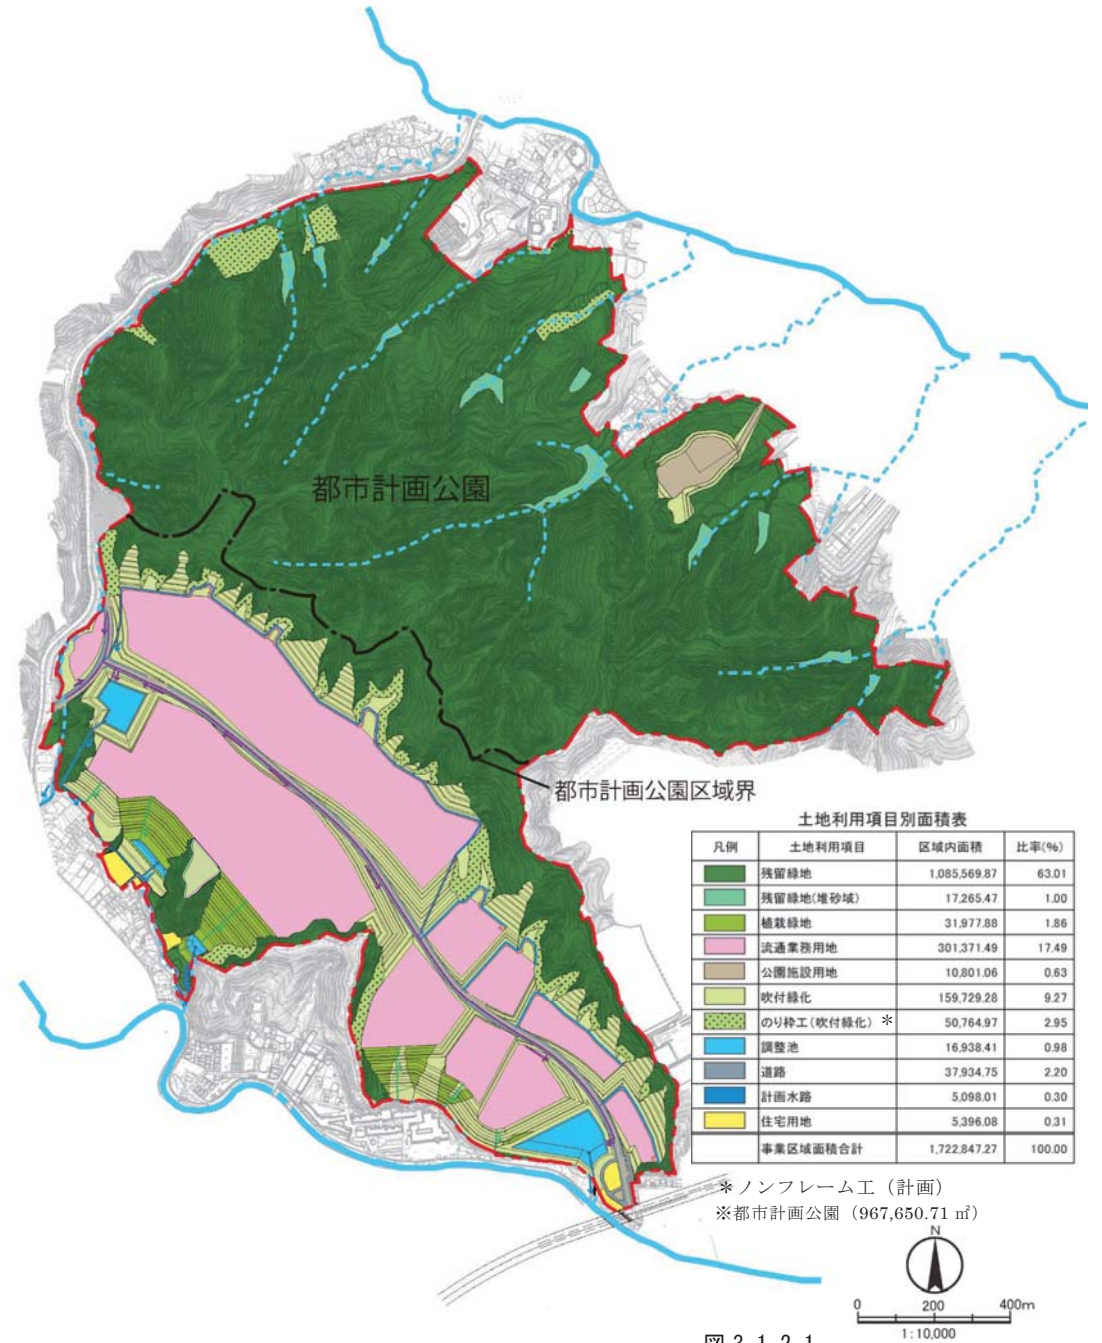 都市計画公園
都市計画公園区域界
土地利用項目別面積表
凡例 土地利用項目 区域内面積 比率(%)
残留緑地 1,085,569.87 63.01
残留緑地(堆砂域) 17,265.47 1.00
植栽緑地 31,977.88 1.86
流通業務用地 301,371.49 17.49
公園施設用地 10,801.06 0.63
吹付緑化 159,729.28 9.27
のり枠工(吹付緑化) * 50,764.97 2.95
調整池 16,938.41 0.98
道路 37,934.75 2.20
計画水路 5,098.01 0.30
住宅用地 5,396.08 0.31
事業区域面積合計 1,722,847.27 100.00
*ノンフレーム工(計画)
※都市計画公園(967,650.71 ㎡)
N
0 200 400m
1:10,000
図 3.1.2.1